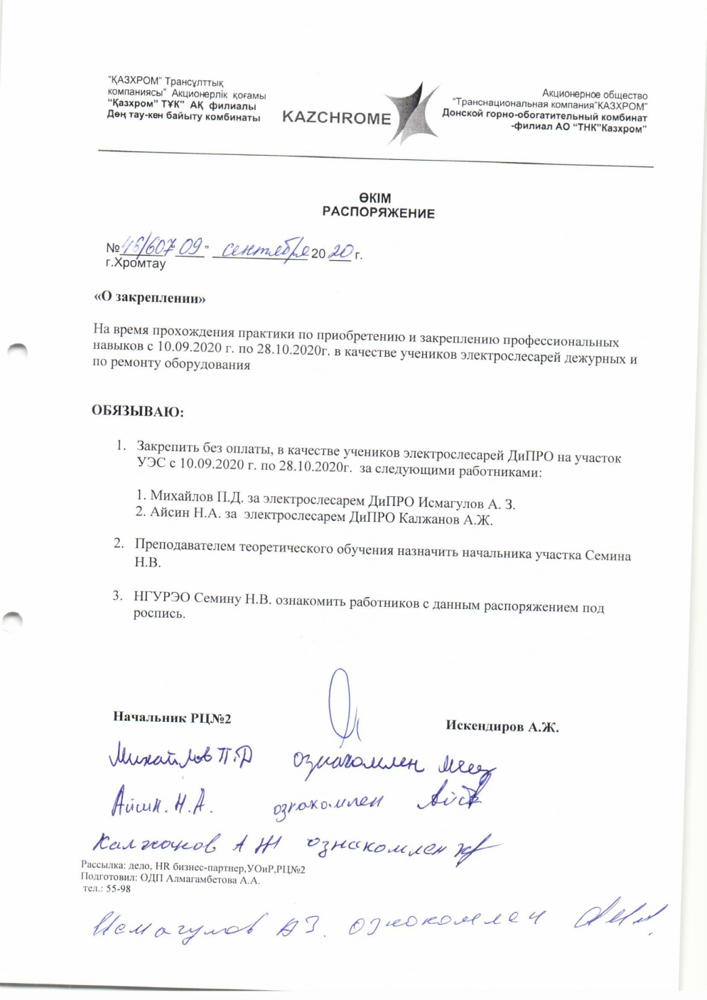 "ҚАЗХРОМ" Трансұлттық
компаниясы" Акционерлік қоғамы
"Қазхром" ТҰК" АҚ филиалы
Дөң тау-кен байыту комбинаты
KAZCHROME
Акционерное общество
"Транснациональная компания"КАЗХРОМ"
Донской горно-обогатительный комбинат
-филиал АО "ТНК"Казхром"
ӨКІМ
РАСПОРЯЖЕНИЕ
№ 46/607 " 09 " сентября 20 20 г.
г.Хромтау
«О закреплении»
На время прохождения практики по приобретению и закреплению профессиональных
навыков с 10.09.2020 г. по 28.10.2020г. в качестве учеников электрослесарей дежурных и
по ремонту оборудования
ОБЯЗЫВАЮ:
1. Закрепить без оплаты, в качестве учеников электрослесарей ДиПРО на участок
УЭС с 10.09.2020 г. по 28.10.2020г. за следующими работниками:
1. Михайлов П.Д. за электрослесарем ДиПРО Исмагулов А. З.
2. Айсин Н.А. за электрослесарем ДиПРО Калжанов А.Ж.
2. Преподавателем теоретического обучения назначить начальника участка Семина
Н.В.
3. НГУРЭО Семину Н.В. ознакомить работников с данным распоряжением под
роспись.
Начальник РЦ№2
Искендиров А.Ж.
Михайлов П.Д ознакомлен
Айсин. Н.А. ознакомлен
Калжанов А Ж ознакомлен
Рассылка: дело, HR бизнес-партнер,УОиР,РЦ№2
Подготовил: ОДП Алмагамбетова А.А.
тел.: 55-98
Исмагулов А З. ознокомлен